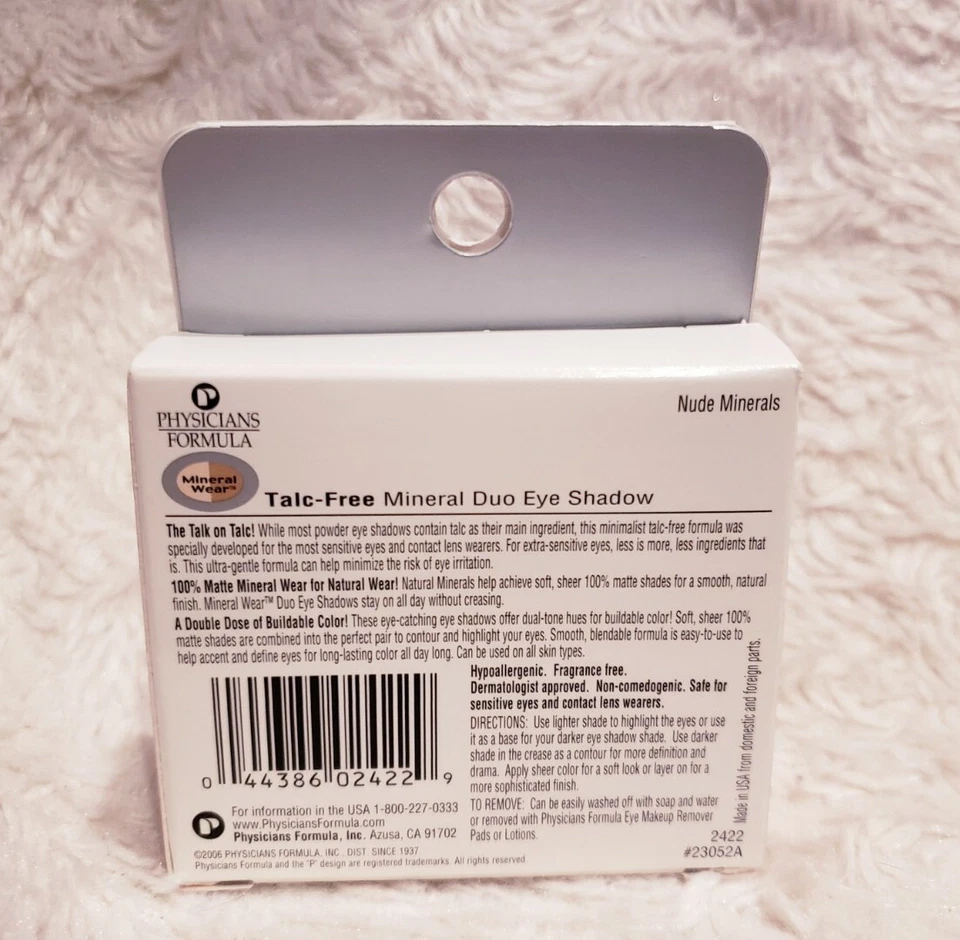 PHYSICIANS
FORMULA
Nude Minerals
Mineral
Wear™
Talc-Free Mineral Duo Eye Shadow
The Talk on Talc! While most powder eye shadows contain talc as their main ingredient, this minimalist talc-free formula was
specially developed for the most sensitive eyes and contact lens wearers. For extra-sensitive eyes, less is more, less ingredients that
is. This ultra-gentle formula can help minimize the risk of eye irritation.
100% Matte Mineral Wear for Natural Wear! Natural Minerals help achieve soft, sheer 100% matte shades for a smooth, natural
finish. Mineral Wear™ Duo Eye Shadows stay on all day without creasing.
A Double Dose of Buildable Color! These eye-catching eye shadows offer dual-tone hues for buildable color! Soft, sheer 100%
matte shades are combined into the perfect pair to contour and highlight your eyes. Smooth, blendable formula is easy-to-use to
help accent and define eyes for long-lasting color all day long. Can be used on all skin types.
Hypoallergenic. Fragrance free.
Dermatologist approved. Non-comedogenic. Safe for
sensitive eyes and contact lens wearers.
DIRECTIONS: Use lighter shade to highlight the eyes or use
it as a base for your darker eye shadow shade. Use darker
shade in the crease as a contour for more definition and
drama. Apply sheer color for a soft look or layer on for a
more sophisticated finish.
TO REMOVE: Can be easily washed off with soap and water
or removed with Physicians Formula Eye Makeup Remover
Pads or Lotions.
Made in USA from domestic and foreign parts.
0 44386 02422 9
For information in the USA 1-800-227-0333
www.PhysiciansFormula.com
Physicians Formula, Inc. Azusa, CA 91702
©2006 PHYSICIANS FORMULA, INC. DIST. SINCE 1937
Physicians Formula and the "P" design are registered trademarks. All rights reserved.
2422
#23052A